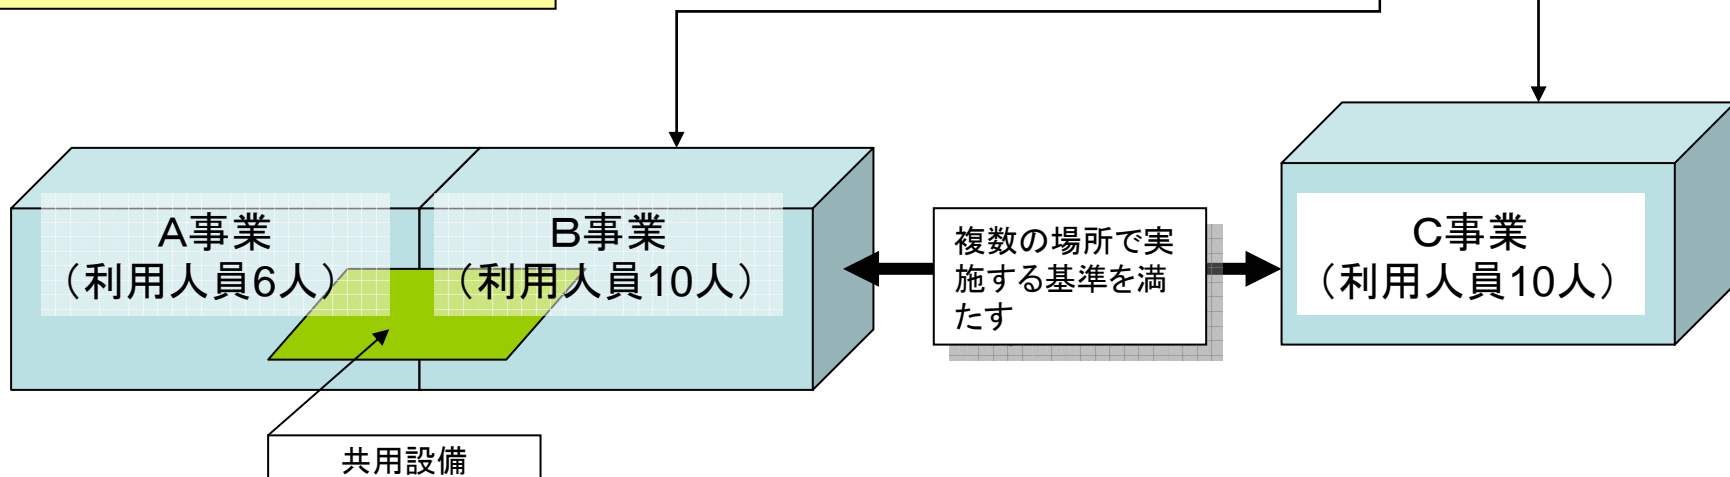 A事業
（利用人員6人）
B事業
（利用人員10人）
複数の場所で実
施する基準を満
たす
C事業
（利用人員10人）
共用設備